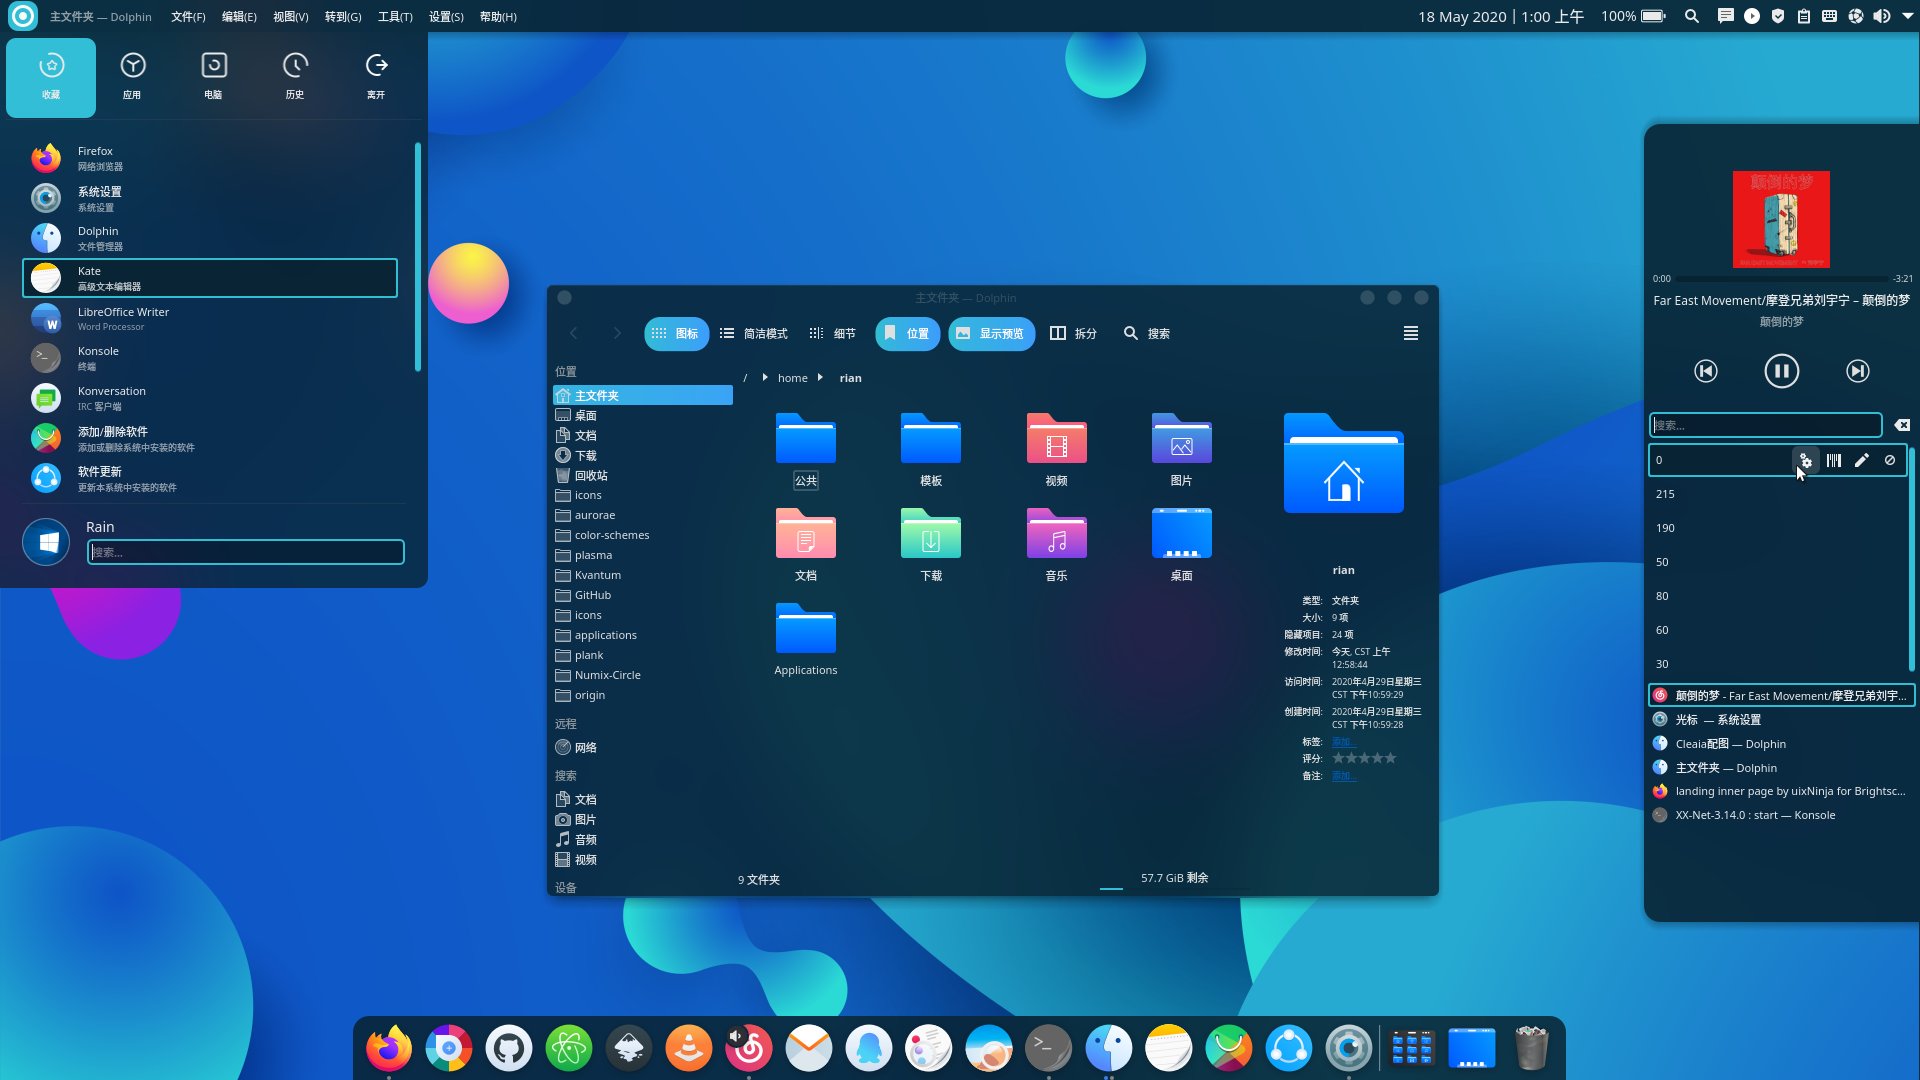 主文件夹 — Dolphin 文件(F) 编辑(E) 视图(V) 转到(G) 工具(T) 设置(S) 帮助(H)
18 May 2020 | 1:00 上午 100%
收藏 应用 电脑 历史 离开
Firefox
网络浏览器
系统设置
系统设置
Dolphin
文件管理器
Kate
高级文本编辑器
LibreOffice Writer
Word Processor
Konsole
终端
Konversation
IRC 客户端
添加/删除软件
添加或删除系统中安装的软件
软件更新
更新本系统中安装的软件
Rain
搜索...
主文件夹 — Dolphin
图标 简洁模式 细节 位置 显示预览 拆分 搜索
位置
主文件夹
桌面
文档
下载
回收站
icons
aurorae
color-schemes
plasma
Kvantum
GitHub
icons
applications
plank
Numix-Circle
origin
远程
网络
搜索
文档
图片
音频
视频
设备
/ home rian
公共 模板 视频 图片
文档 下载 音乐 桌面
Applications
9 文件夹
57.7 GiB 剩余
rian
类型: 文件夹
大小: 9 项
隐藏项目: 24 项
修改时间: 今天, CST 上午
12:58:44
访问时间: 2020年4月29日星期三
CST 下午10:59:29
创建时间: 2020年4月29日星期三
CST 下午10:59:28
标签: 添加...
评分:
备注: 添加...
颠倒的梦
0:00 -3:21
Far East Movement/摩登兄弟刘宇宁 – 颠倒的梦
颠倒的梦
搜索...
0
215
190
50
80
60
30
颠倒的梦 - Far East Movement/摩登兄弟刘宇...
光标 — 系统设置
Cleaia配图 — Dolphin
主文件夹 — Dolphin
landing inner page by uixNinja for Brightsc...
XX-Net-3.14.0 : start — Konsole